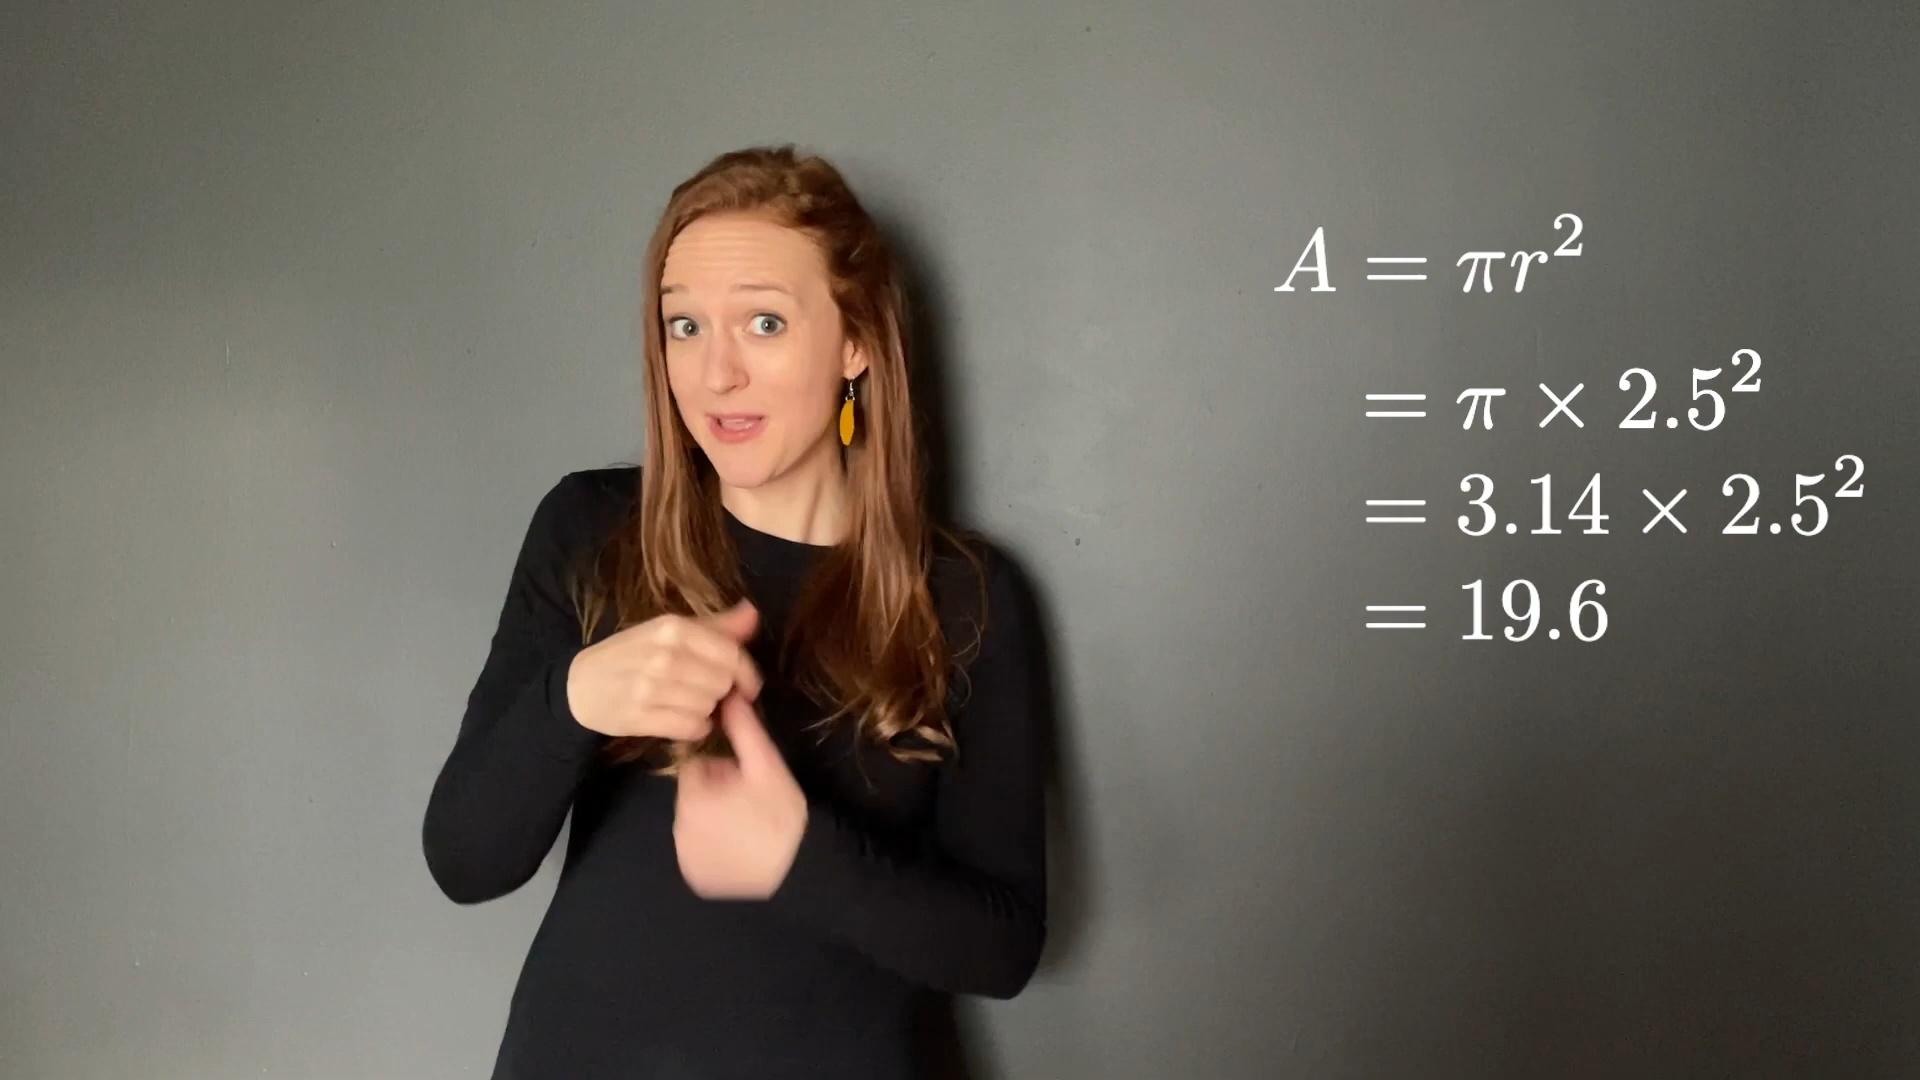 A = πr²
= π × 2.5²
= 3.14 × 2.5²
= 19.6